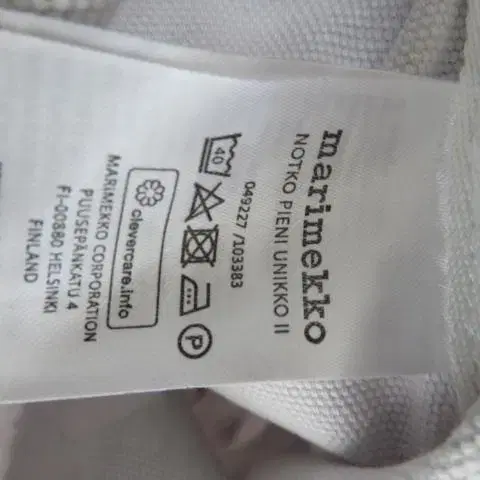 marimekko
NOTKO PIENI UNIKKO II
049227 /103383
40
P
clevercare.info
MARIMEKKO CORPORATION
PUUSEPÄNKATU 4
FI-00880 HELSINKI
FINLAND